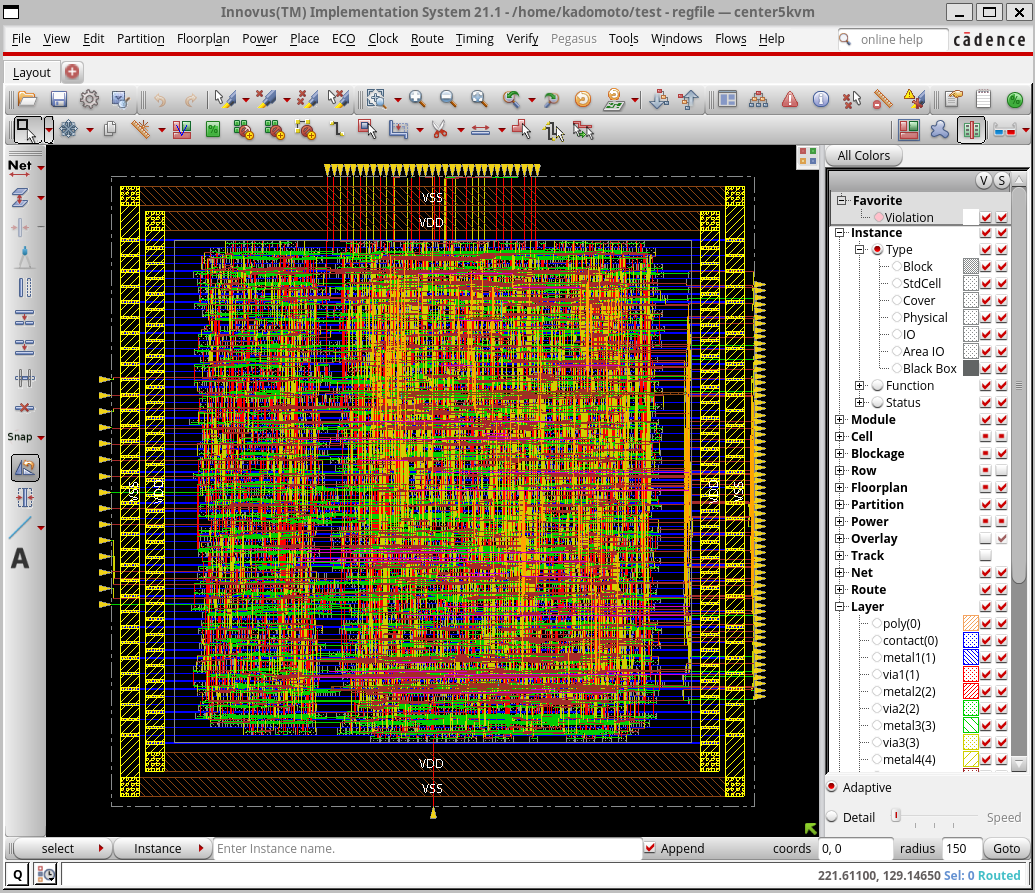 Innovus(TM) Implementation System 21.1 - /home/kadomoto/test - regfile — center5kvm
File View Edit Partition Floorplan Power Place ECO Clock Route Timing Verify Pegasus Tools Windows Flows Help online help cādence
Layout
Net
Snap
A
VSS
VDD
VSS
VDD
VDD
VSS
VDD
VSS
All Colors
V S
Favorite
Violation
Instance
Type
Block
StdCell
Cover
Physical
IO
Area IO
Black Box
Function
Status
Module
Cell
Blockage
Row
Floorplan
Partition
Power
Overlay
Track
Net
Route
Layer
poly(0)
contact(0)
metal1(1)
via1(1)
metal2(2)
via2(2)
metal3(3)
via3(3)
metal4(4)
Adaptive
Detail Speed
select Instance Enter Instance name. Append coords 0, 0 radius 150 Goto
Q 221.61100, 129.14650 Sel: 0 Routed